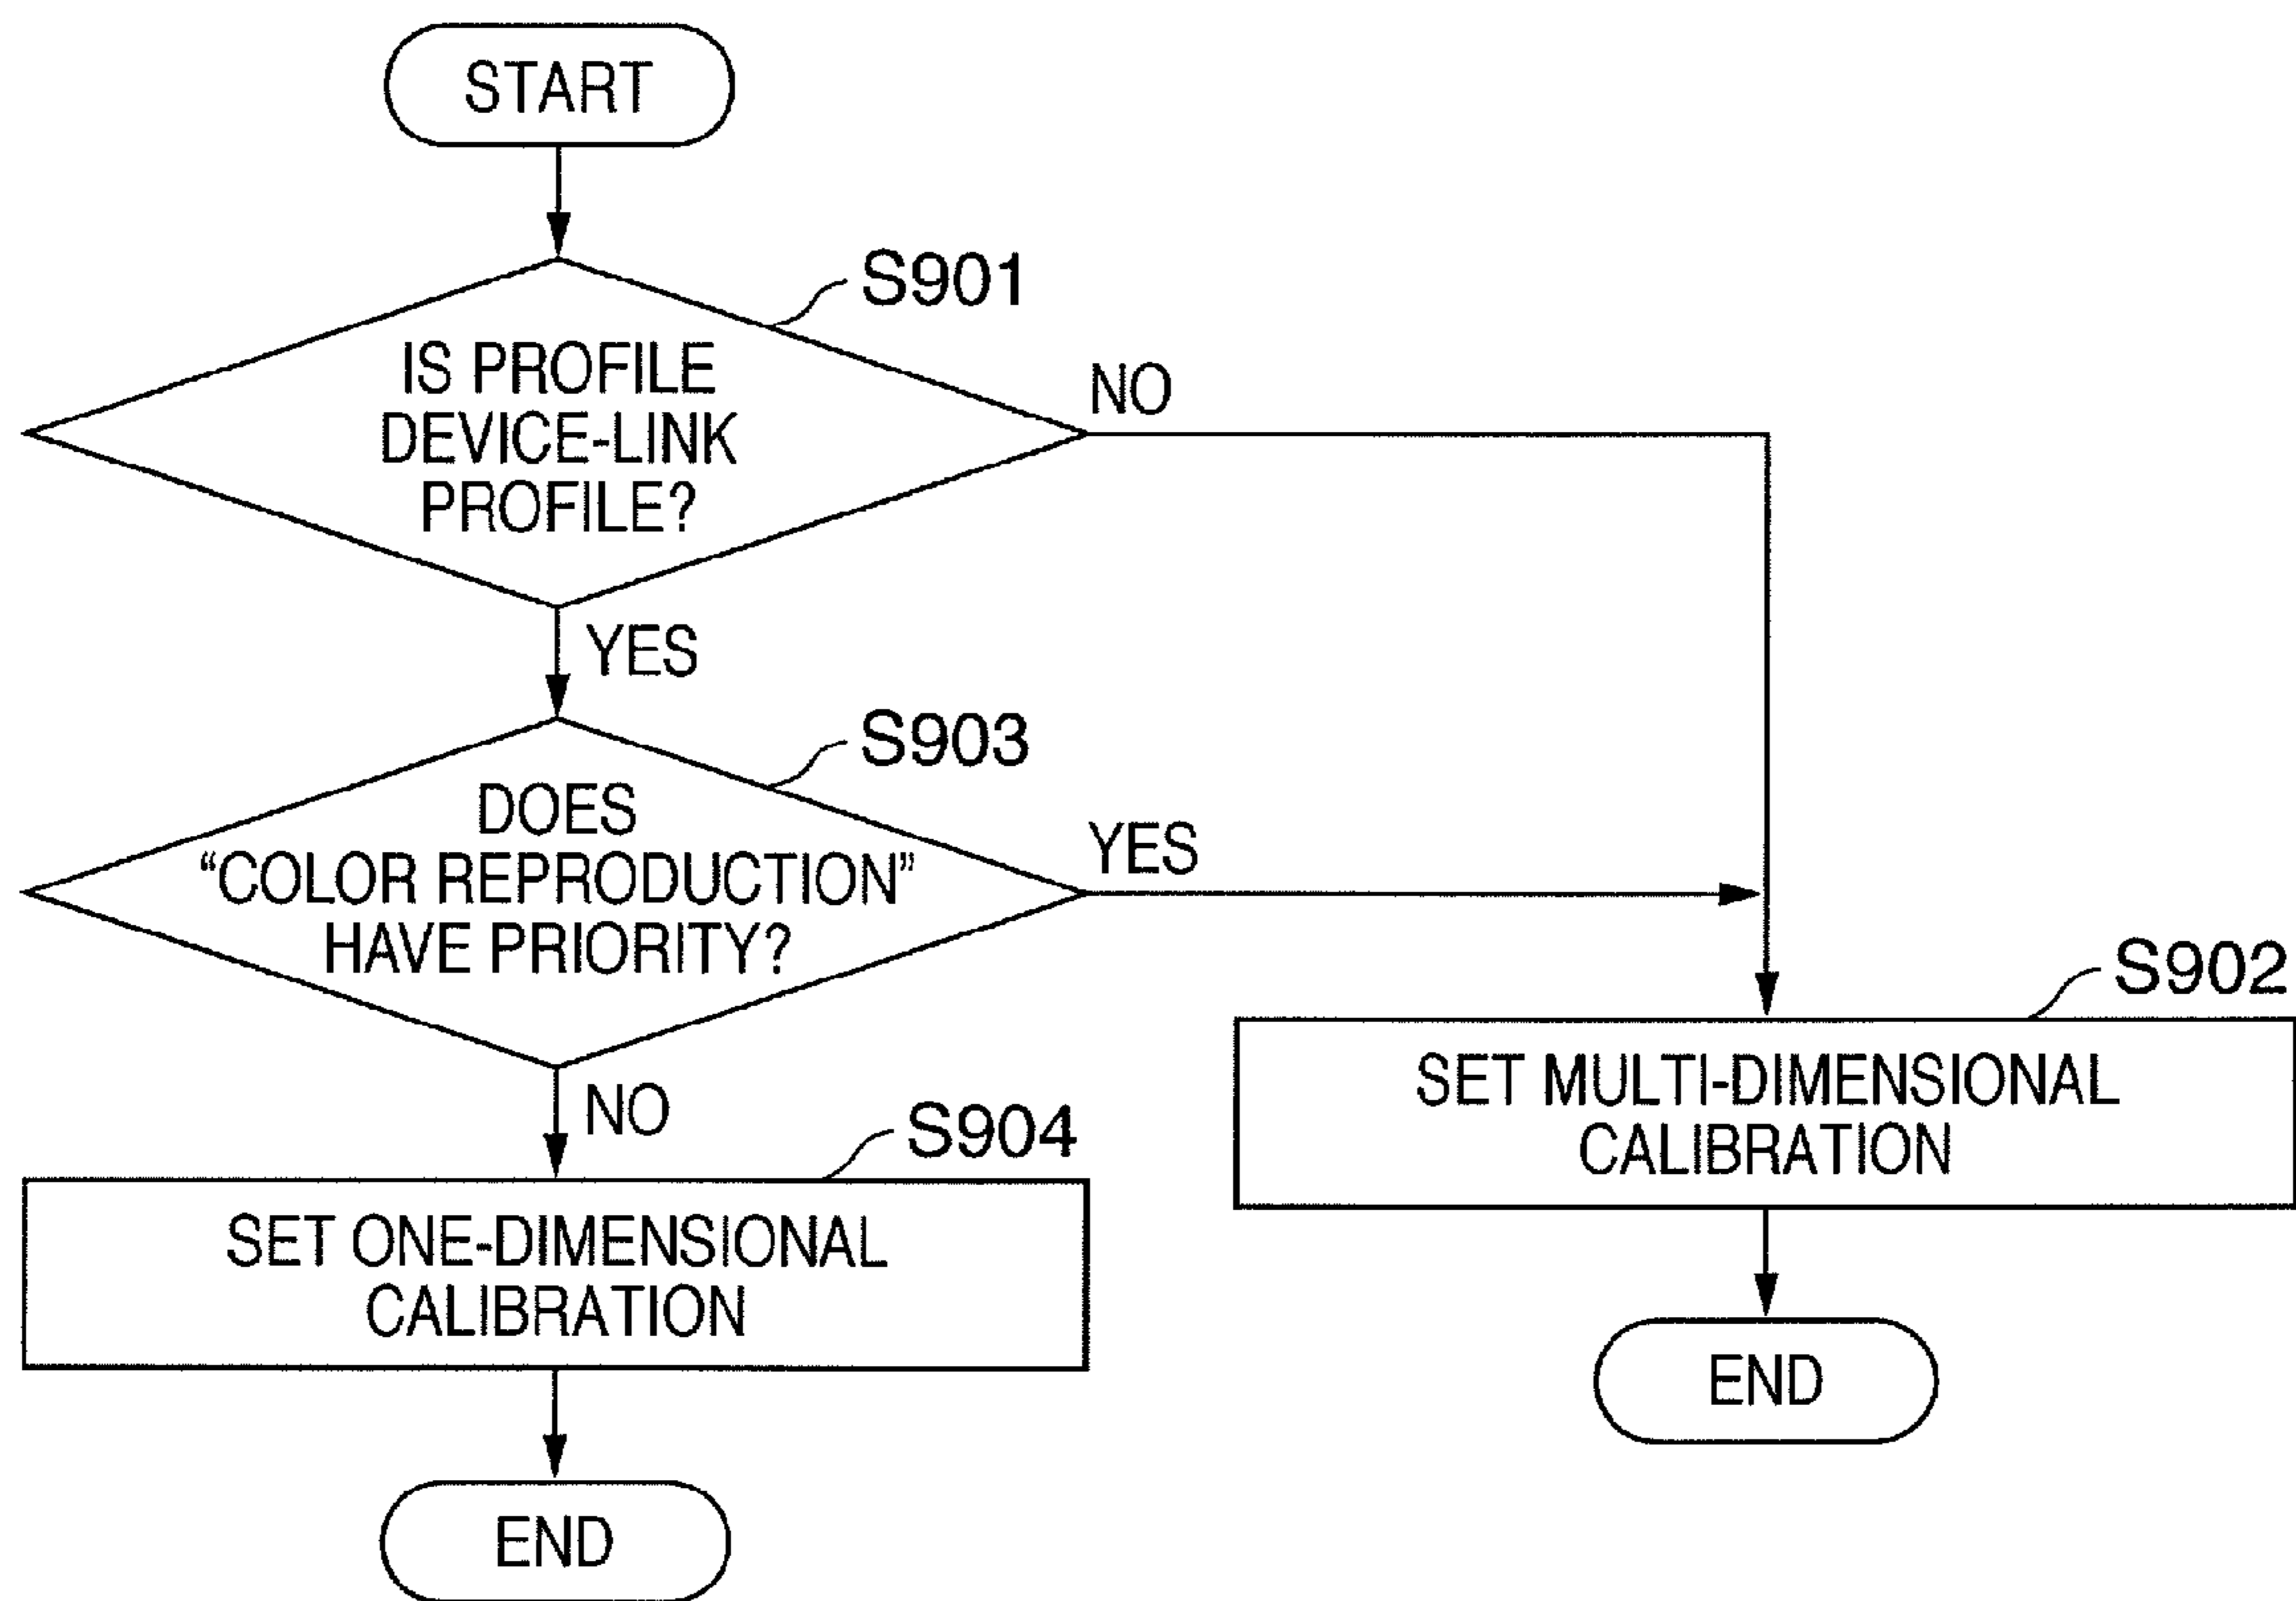 START
S901
IS PROFILE
DEVICE-LINK
PROFILE?
NO
YES
S903
DOES
“COLOR REPRODUCTION”
HAVE PRIORITY?
YES
NO
S902
SET MULTI-DIMENSIONAL
CALIBRATION
S904
SET ONE-DIMENSIONAL
CALIBRATION
END
END